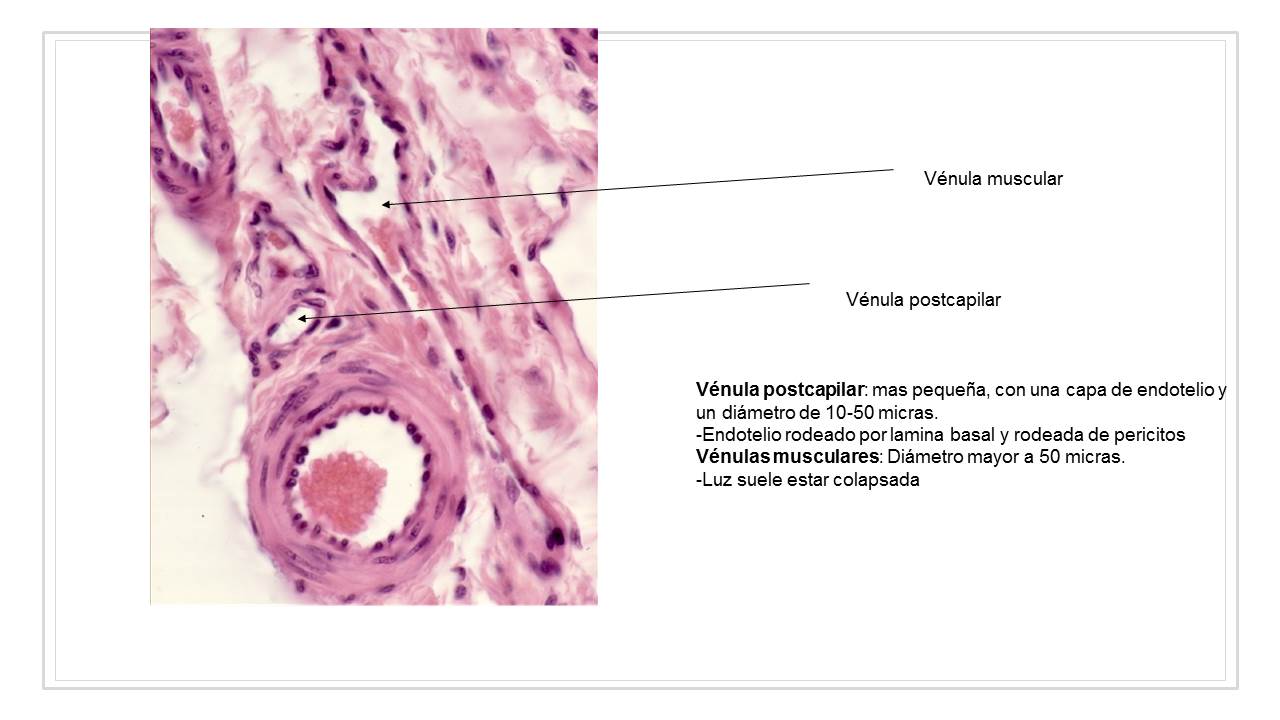 Vénula muscular
Vénula postcapilar
Vénula postcapilar: mas pequeña, con una capa de endotelio y
un diámetro de 10-50 micras.
-Endotelio rodeado por lamina basal y rodeada de pericitos
Vénulas musculares: Diámetro mayor a 50 micras.
-Luz suele estar colapsada